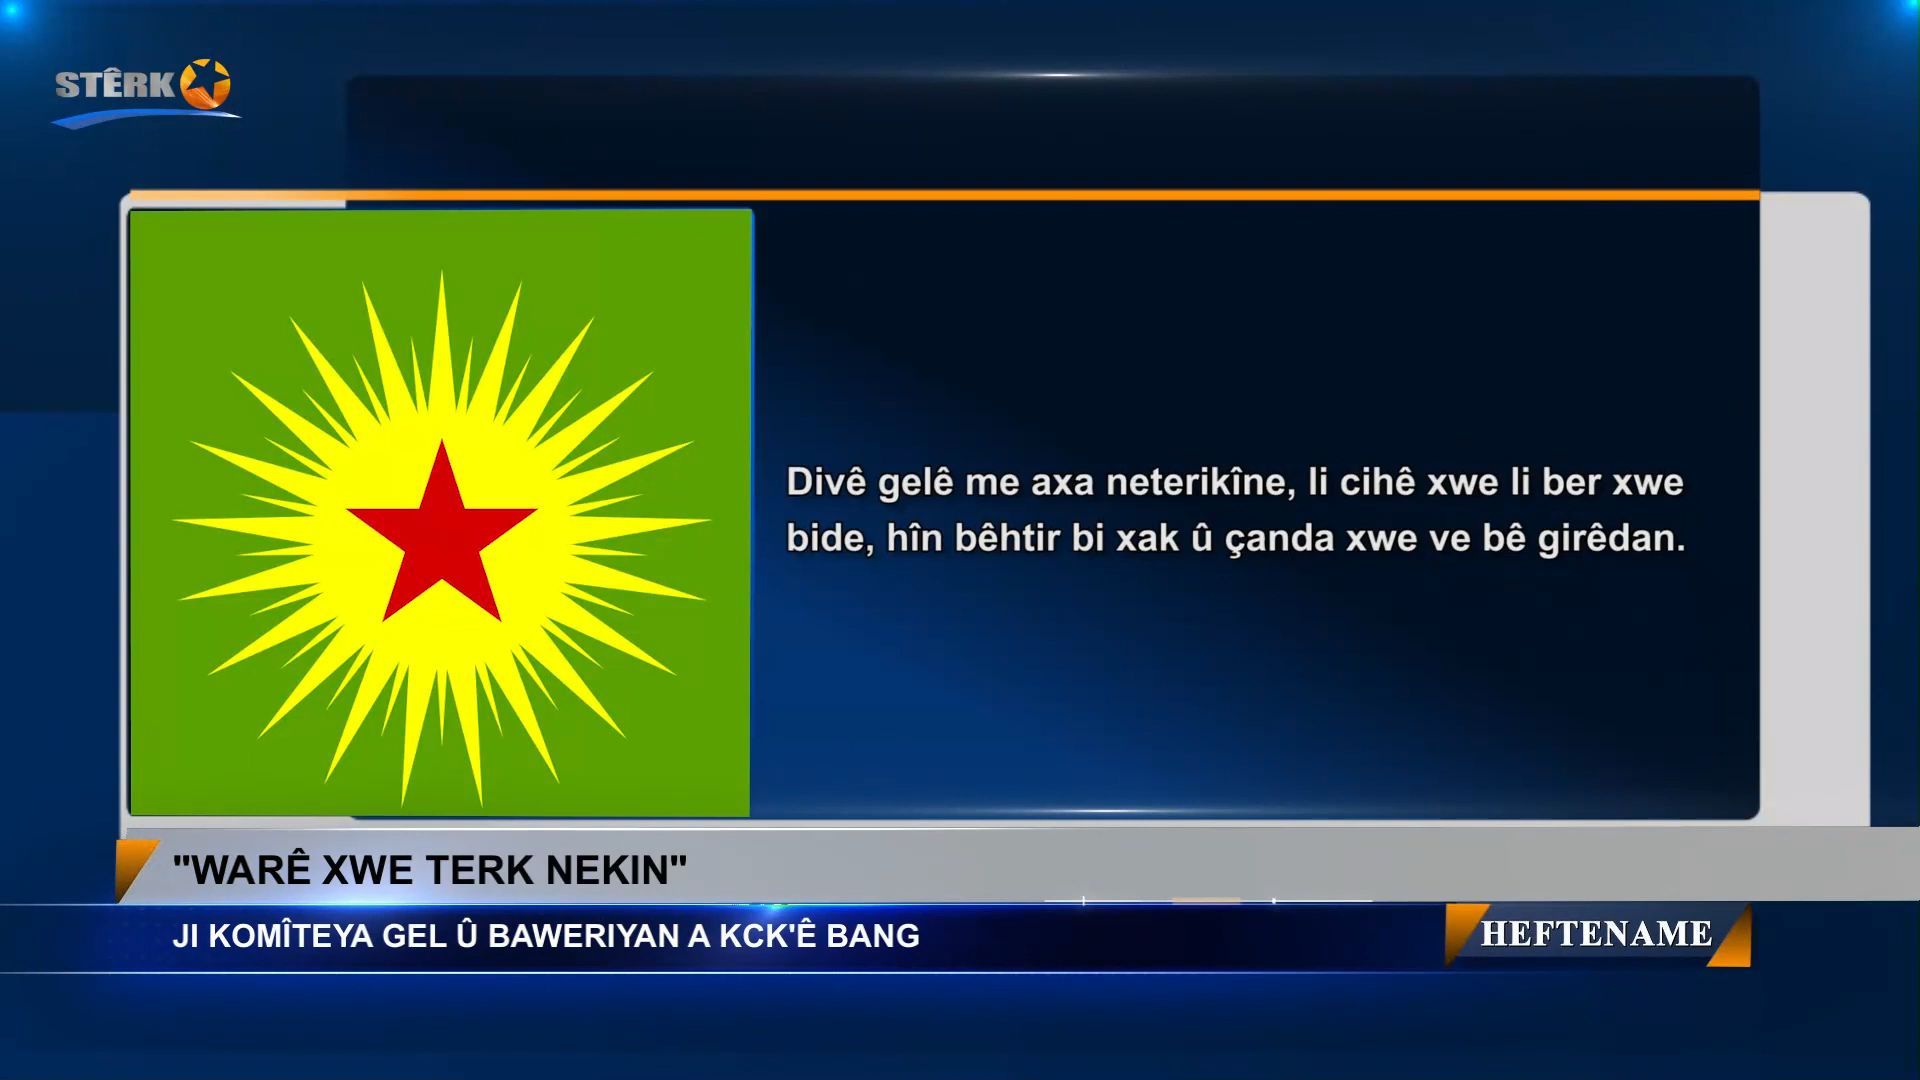 STÊRK
Divê gelê me axa neterikîne, li cihê xwe li ber xwe
bide, hîn bêhtir bi xak û çanda xwe ve bê girêdan.
"WARÊ XWE TERK NEKIN"
JI KOMÎTEYA GEL Û BAWERIYAN A KCK'Ê BANG
HEFTENAME